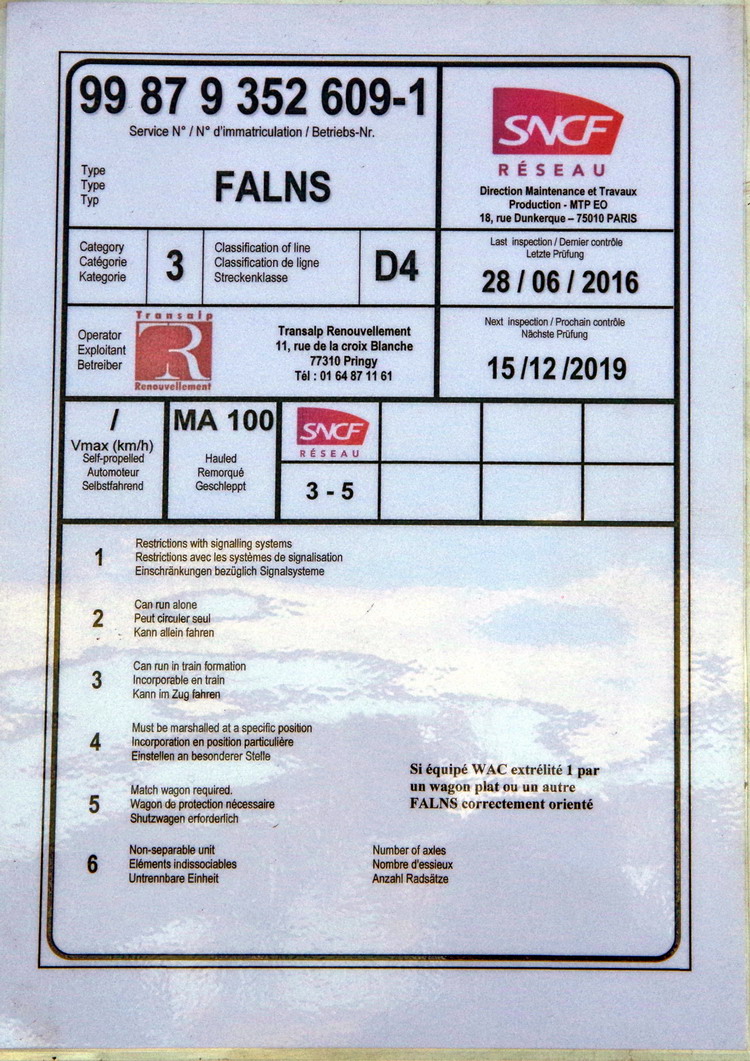 99 87 9 352 609-1
Service N° / N° d'immatriculation / Betriebs-Nr.
Type
Type
Typ
FALNS
SNCF
RÉSEAU
Direction Maintenance et Travaux
Production - MTP EO
18, rue Dunkerque – 75010 PARIS
Category
Catégorie
Kategorie
3
Classification of line
Classification de ligne
Streckenklasse
D4
Last inspection / Dernier contrôle
Letzte Prüfung
28 / 06 / 2016
Operator
Exploitant
Betreiber
Transalp
R
Renouvellement
Transalp Renouvellement
11, rue de la croix Blanche
77310 Pringy
Tél : 01 64 87 11 61
Next inspection / Prochain contrôle
Nächste Prüfung
15 /12 /2019
/
Vmax (km/h)
Self-propelled
Automoteur
Selbstfahrend
MA 100
Hauled
Remorqué
Geschleppt
SNCF
RÉSEAU
3 - 5
1
Restrictions with signalling systems
Restrictions avec les systèmes de signalisation
Einschränkungen bezüglich Signalsysteme
2
Can run alone
Peut circuler seul
Kann allein fahren
3
Can run in train formation
Incorporable en train
Kann im Zug fahren
4
Must be marshalled at a specific position
Incorporation en position particulière
Einstellen an besonderer Stelle
5
Match wagon required.
Wagon de protection nécessaire
Shutzwagen erforderlich
Si équipé WAC extrélité 1 par
un wagon plat ou un autre
FALNS correctement orienté
6
Non-separable unit
Eléments indissociables
Untrennbare Einheit
Number of axles
Nombre d'essieux
Anzahl Radsätze